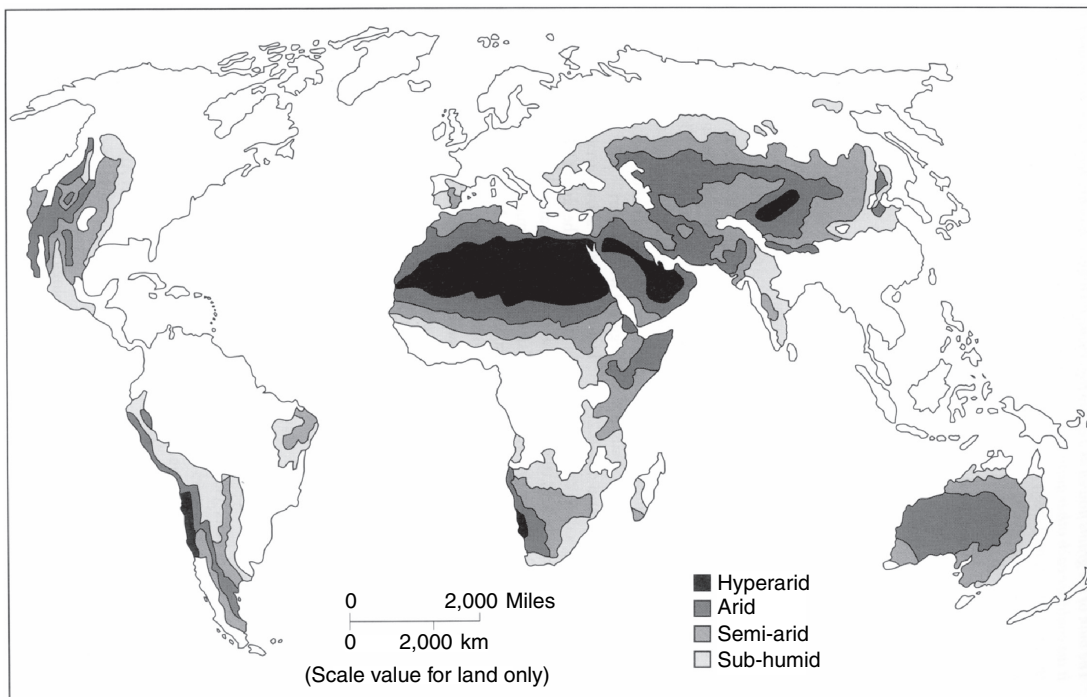 0 2,000 Miles
0 2,000 km
(Scale value for land only)
Hyperarid
Arid
Semi-arid
Sub-humid